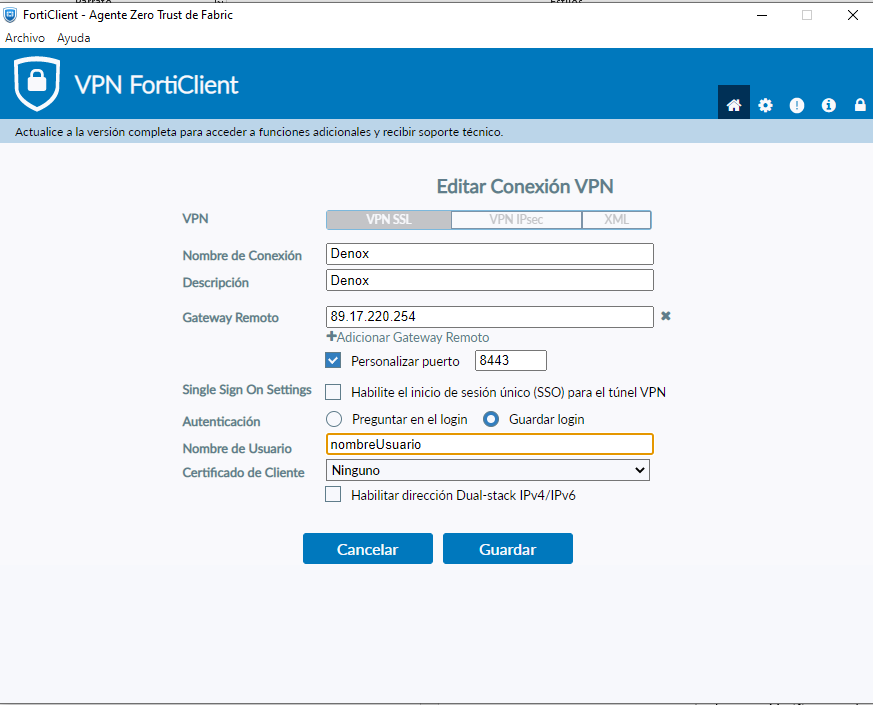 FortiClient - Agente Zero Trust de Fabric
Archivo Ayuda
VPN FortiClient
Actualice a la versión completa para acceder a funciones adicionales y recibir soporte técnico.
Editar Conexión VPN
VPN VPN SSL VPN IPsec XML
Nombre de Conexión Denox
Descripción Denox
Gateway Remoto 89.17.220.254
+Adicionar Gateway Remoto
Personalizar puerto 8443
Single Sign On Settings Habilite el inicio de sesión único (SSO) para el túnel VPN
Autenticación Preguntar en el login Guardar login
Nombre de Usuario nombreUsuario
Certificado de Cliente Ninguno
Habilitar dirección Dual-stack IPv4/IPv6
Cancelar Guardar